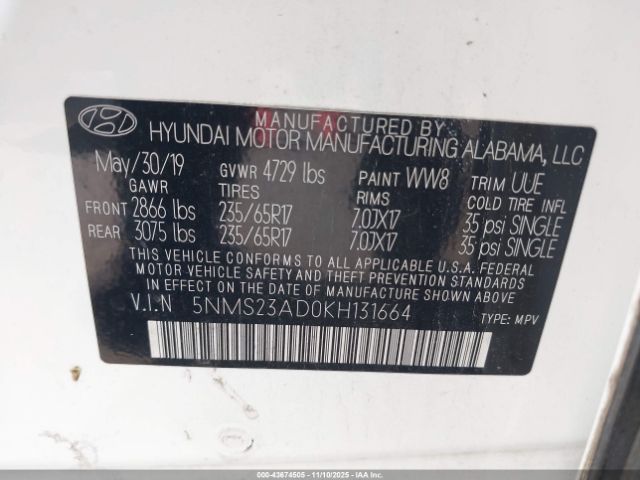 MANUFACTURED BY
HYUNDAI MOTOR MANUFACTURING ALABAMA, LLC
May/30/19 GVWR 4729 lbs PAINT WW8 TRIM UUE
GAWR TIRES RIMS COLD TIRE INFL
FRONT 2866 lbs 235/65R17 7.0JX17 35 psi SINGLE
REAR 3075 lbs 235/65R17 7.0JX17 35 psi SINGLE
THIS VEHICLE CONFORMS TO ALL APPLICABLE U.S.A. FEDERAL
MOTOR VEHICLE SAFETY AND THEFT PREVENTION STANDARDS
IN EFFECT ON THE DATE OF MANUFACTURE SHOWN ABOVE.
V.I.N 5NMS23AD0KH131664
TYPE: MPV
000-43674505 - 11/10/2025 - IAAI.COM